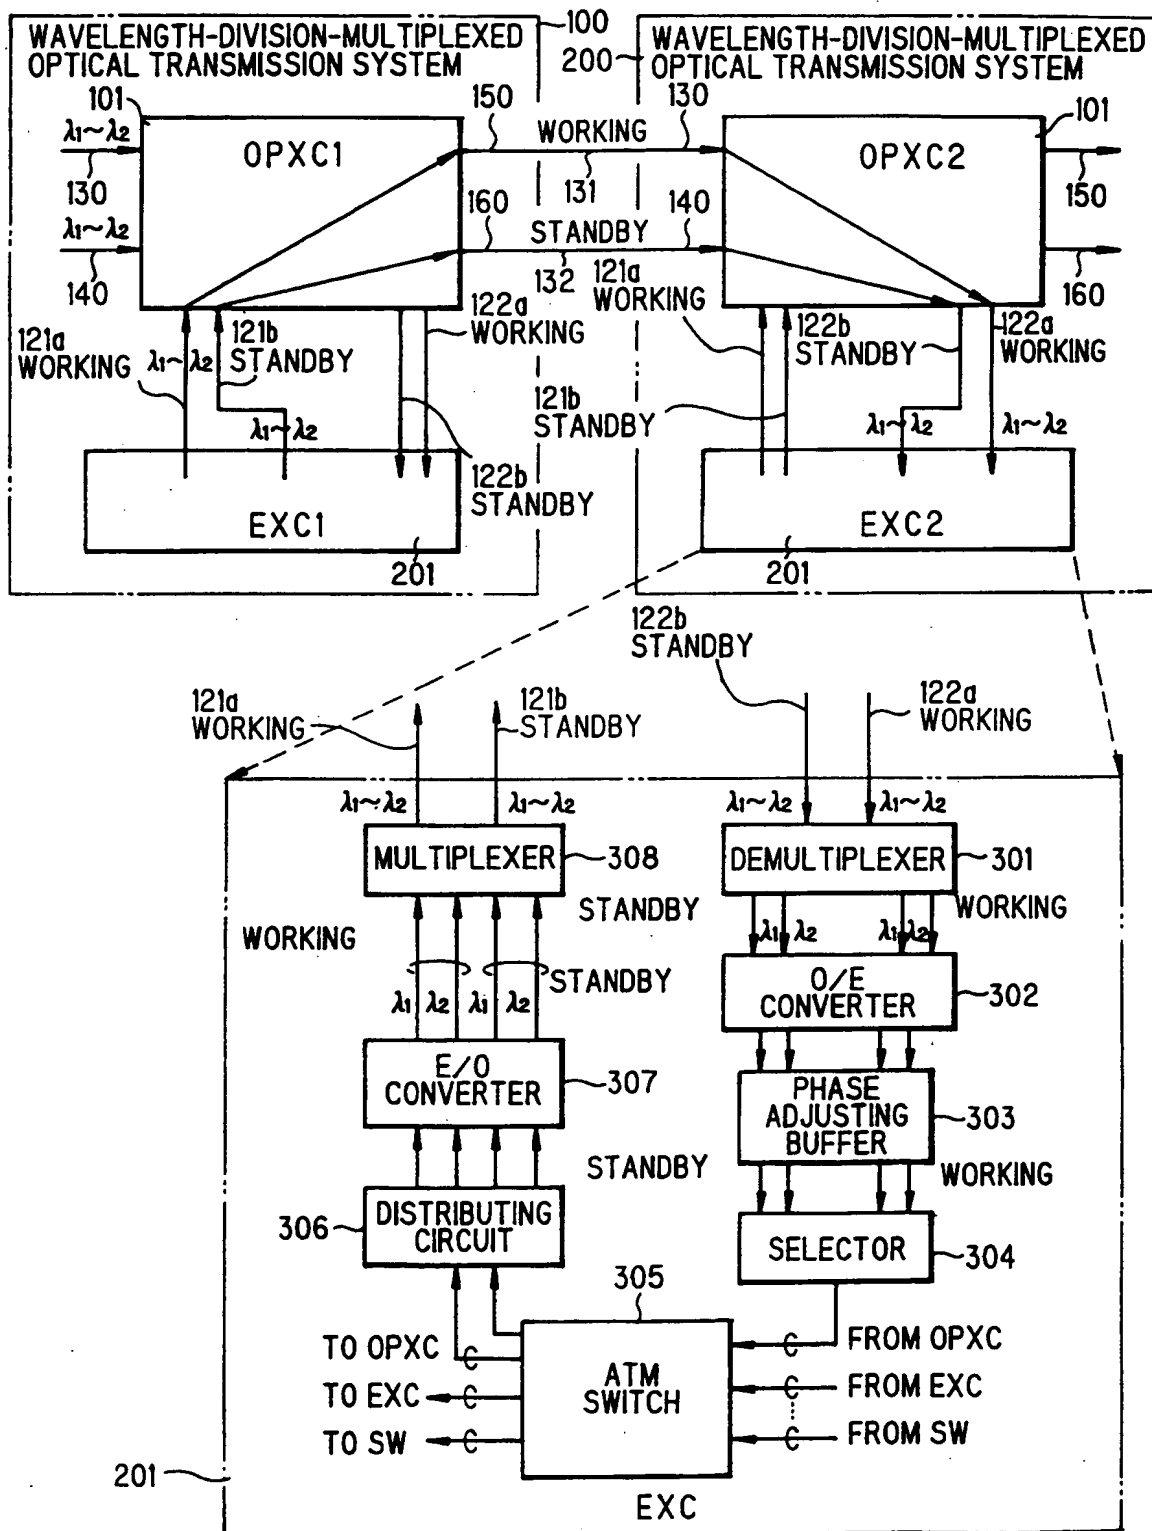 WAVELENGTH-DIVISION-MULTIPLEXED
OPTICAL TRANSMISSION SYSTEM
100
WAVELENGTH-DIVISION-MULTIPLEXED
200
OPTICAL TRANSMISSION SYSTEM
101
λ1~λ2
130
λ1~λ2
140
OPXC1
150
WORKING
130
131
160
STANDBY
140
132
OPXC2
101
150
160
121a
WORKING
λ1~λ2
121b
STANDBY
λ1~λ2
122a
WORKING
122b
STANDBY
EXC1
201
121a
WORKING
121b
STANDBY
122b
STANDBY
122a
WORKING
λ1~λ2
λ1~λ2
EXC2
201
122b
STANDBY
122a
WORKING
121a
WORKING
121b
STANDBY
λ1~λ2
λ1~λ2
λ1~λ2
λ1~λ2
MULTIPLEXER
308
DEMULTIPLEXER
301
STANDBY
WORKING
WORKING
STANDBY
λ1
λ2
λ1
λ2
λ1
λ2
λ1
λ2
O/E
CONVERTER
302
E/O
CONVERTER
307
PHASE
ADJUSTING
BUFFER
303
STANDBY
WORKING
306
DISTRIBUTING
CIRCUIT
SELECTOR
304
305
ATM
SWITCH
TO OPXC
TO EXC
TO SW
FROM OPXC
FROM EXC
FROM SW
201
EXC